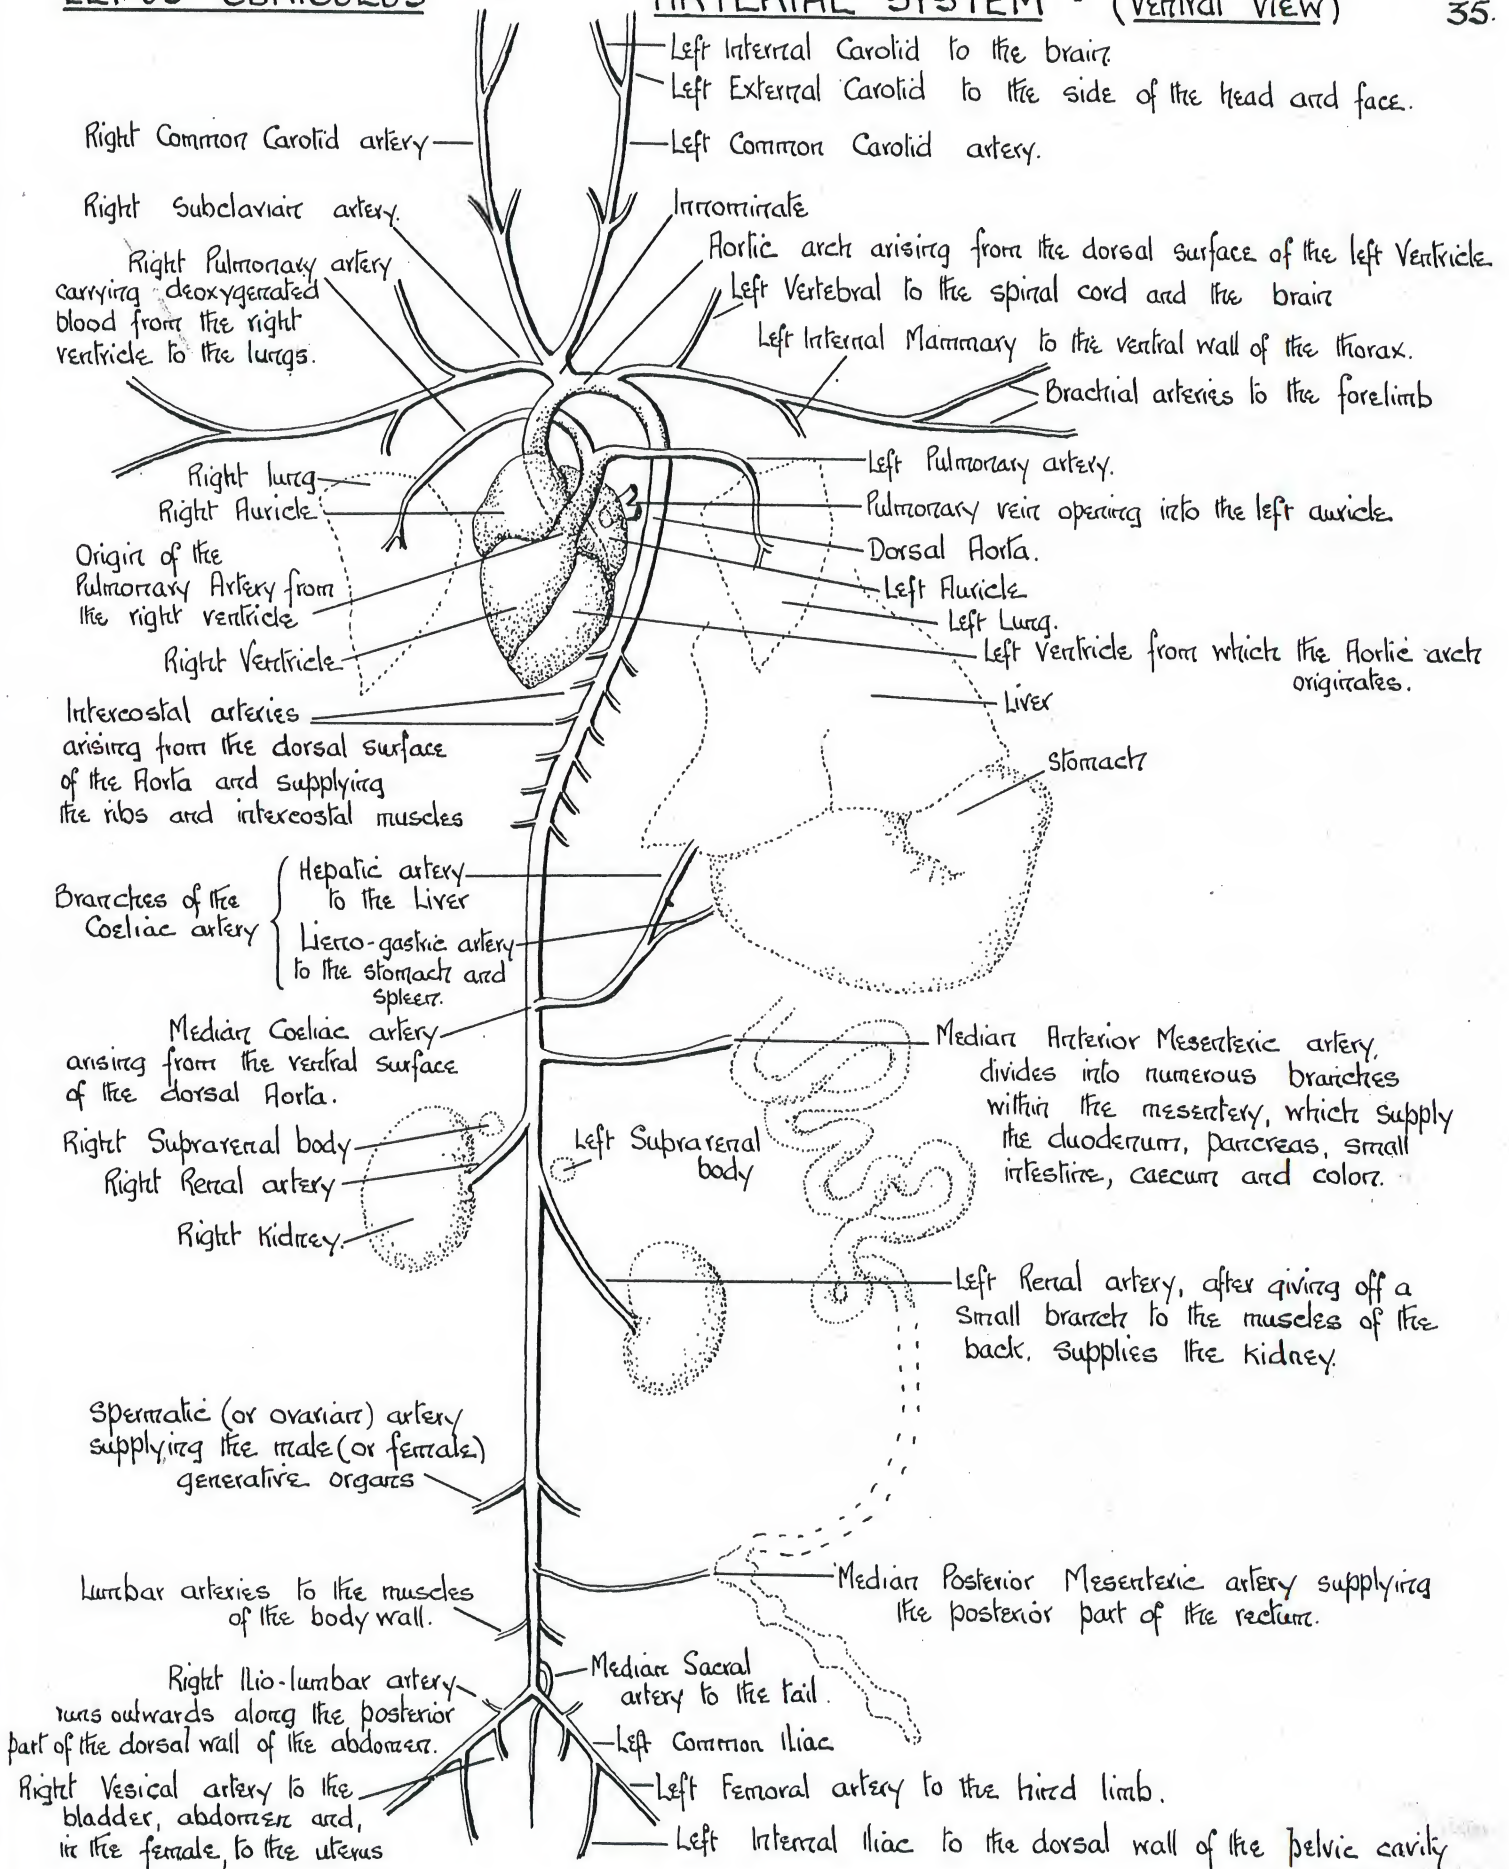 LEPUS CUNICULUS
ARTERIAL SYSTEM - (Ventral View) 35.
Left Internal Carotid to the brain.
Left External Carotid to the side of the head and face.
Right Common Carotid artery
Left Common Carotid artery.
Right Subclavian artery.
Innominate
Right Pulmonary artery
carrying deoxygenated
blood from the right
ventricle to the lungs.
Aortic arch arising from the dorsal surface of the left Ventricle
Left Vertebral to the spinal cord and the brain
Left Internal Mammary to the ventral wall of the thorax.
Brachial arteries to the forelimb
Right lung
Left Pulmonary artery.
Right Auricle
Pulmonary vein opening into the left auricle.
Origin of the
Pulmonary Artery from
the right ventricle
Dorsal Aorta.
Left Auricle
Left Lung.
Right Ventricle
Left Ventricle from which the Aortic arch
originates.
Liver
Intercostal arteries
arising from the dorsal surface
of the Aorta and supplying
the ribs and intercostal muscles
Stomach
Branches of the
Coeliac artery
Hepatic artery
to the Liver
Lieno-gastric artery
to the stomach and
spleen.
Median Coeliac artery
arising from the ventral surface
of the dorsal Aorta.
Median Anterior Mesenteric artery,
divides into numerous branches
within the mesentery, which supply
the duodenum, pancreas, small
intestine, caecum and colon.
Right Suprarenal body
Left Suprarenal
body
Right Renal artery
Right Kidney.
Left Renal artery, after giving off a
small branch to the muscles of the
back, supplies the kidney.
Spermatic (or ovarian) artery
supplying the male (or female)
generative organs
Lumbar arteries to the muscles
of the body wall.
Median Posterior Mesenteric artery supplying
the posterior part of the rectum.
Right Ilio-lumbar artery
runs outwards along the posterior
part of the dorsal wall of the abdomen.
Median Sacral
artery to the tail.
Left Common Iliac
Right Vesical artery to the
bladder, abdomen and,
in the female, to the uterus
Left Femoral artery to the hind limb.
Left Internal Iliac to the dorsal wall of the pelvic cavity